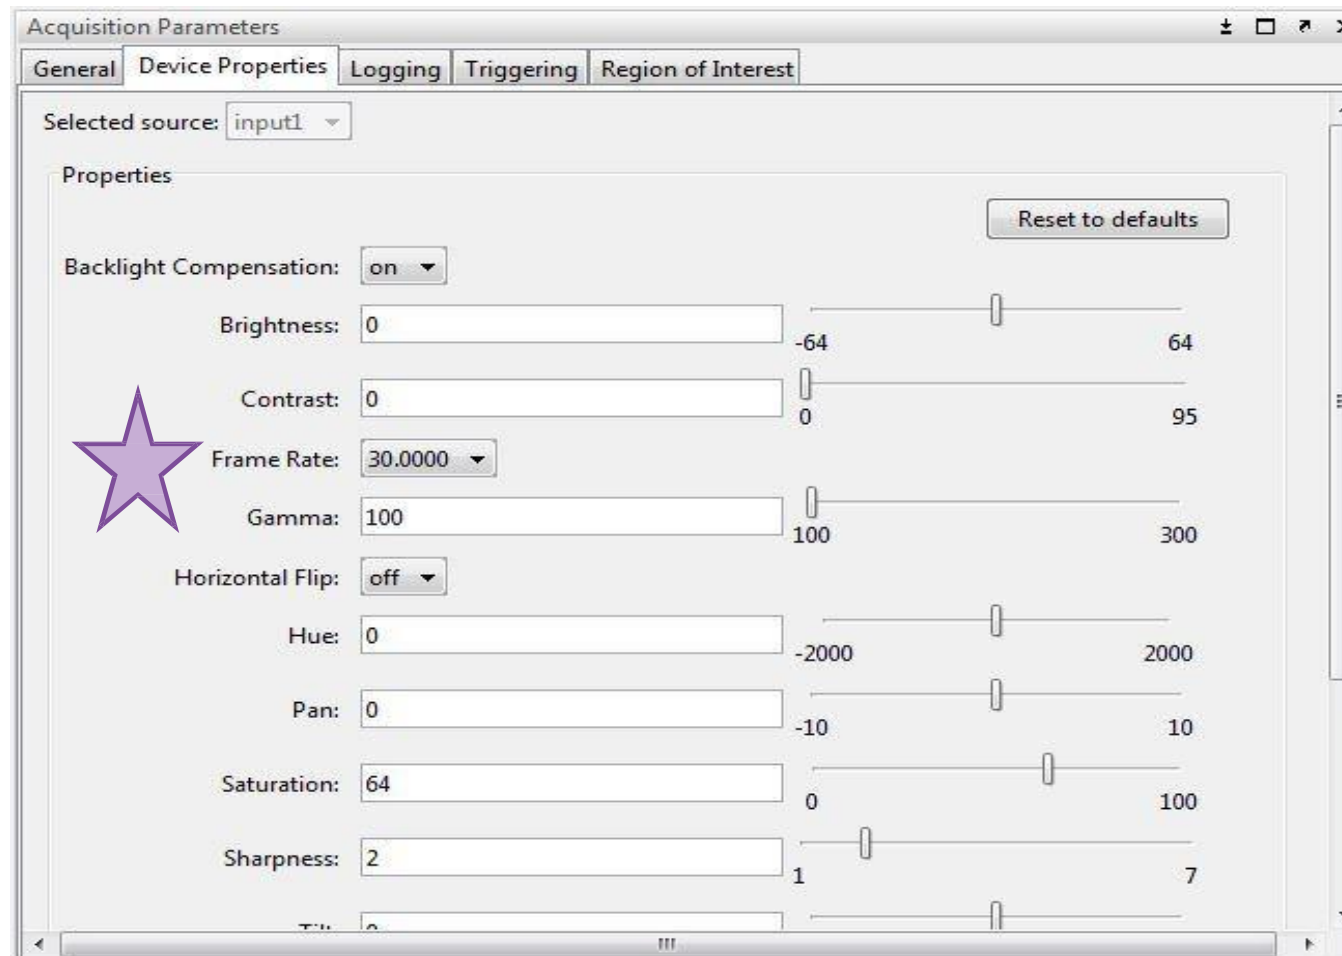 Acquisition Parameters
General Device Properties Logging Triggering Region of Interest
Selected source: input1
Properties
Reset to defaults
Backlight Compensation: on
Brightness: 0
-64 64
Contrast: 0
0 95
Frame Rate: 30.0000
Gamma: 100
100 300
Horizontal Flip: off
Hue: 0
-2000 2000
Pan: 0
-10 10
Saturation: 64
0 100
Sharpness: 2
1 7